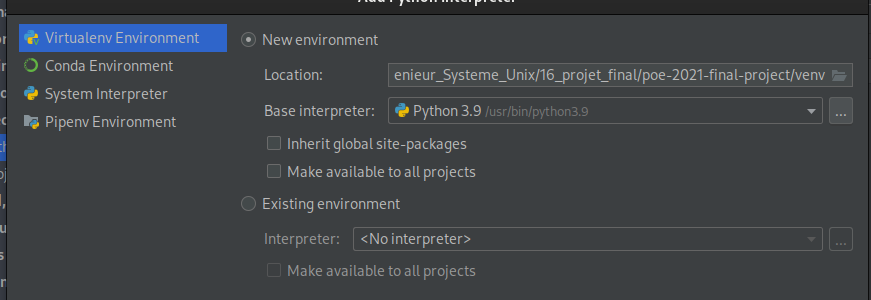 Add Python Interpreter
Virtualenv Environment
Conda Environment
System Interpreter
Pipenv Environment
New environment
Location: enieur_Systeme_Unix/16_projet_final/poe-2021-final-project/venv
Base interpreter: Python 3.9 /usr/bin/python3.9 ...
Inherit global site-packages
Make available to all projects
Existing environment
Interpreter: <No interpreter> ...
Make available to all projects